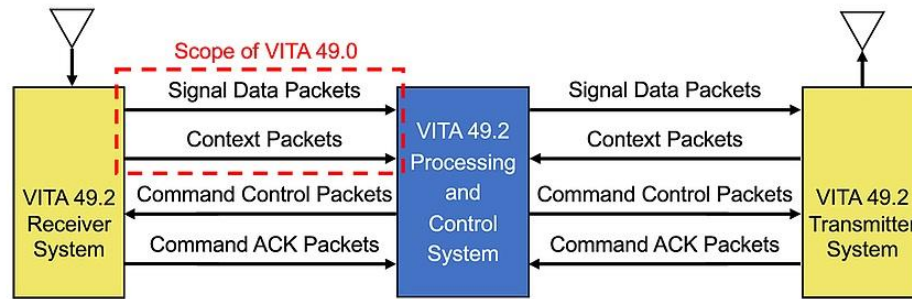 Scope of VITA 49.0
Signal Data Packets
Context Packets
Command Control Packets
Command ACK Packets
VITA 49.2
Receiver
System
VITA 49.2
Processing
and
Control
System
Signal Data Packets
Context Packets
Command Control Packets
Command ACK Packets
VITA 49.2
Transmitter
System